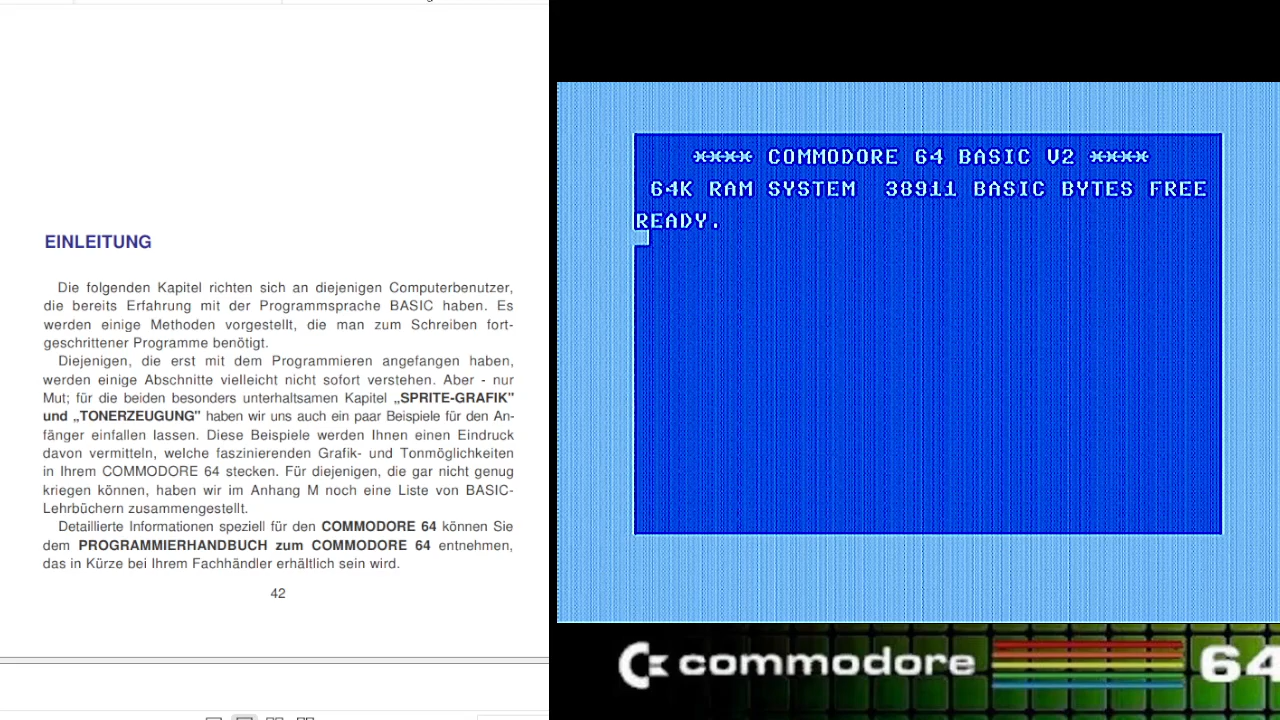 EINLEITUNG
Die folgenden Kapitel richten sich an diejenigen Computerbenutzer,
die bereits Erfahrung mit der Programmsprache BASIC haben. Es
werden einige Methoden vorgestellt, die man zum Schreiben fort-
geschrittener Programme benötigt.
Diejenigen, die erst mit dem Programmieren angefangen haben,
werden einige Abschnitte vielleicht nicht sofort verstehen. Aber - nur
Mut; für die beiden besonders unterhaltsamen Kapitel „SPRITE-GRAFIK”
und „TONERZEUGUNG” haben wir uns auch ein paar Beispiele für den An-
fänger einfallen lassen. Diese Beispiele werden Ihnen einen Eindruck
davon vermitteln, welche faszinierenden Grafik- und Tonmöglichkeiten
in Ihrem COMMODORE 64 stecken. Für diejenigen, die gar nicht genug
kriegen können, haben wir im Anhang M noch eine Liste von BASIC-
Lehrbüchern zusammengestellt.
Detaillierte Informationen speziell für den COMMODORE 64 können Sie
dem PROGRAMMIERHANDBUCH zum COMMODORE 64 entnehmen,
das in Kürze bei Ihrem Fachhändler erhältlich sein wird.
42
**** COMMODORE 64 BASIC V2 ****
64K RAM SYSTEM  38911 BASIC BYTES FREE
READY.
commodore 64